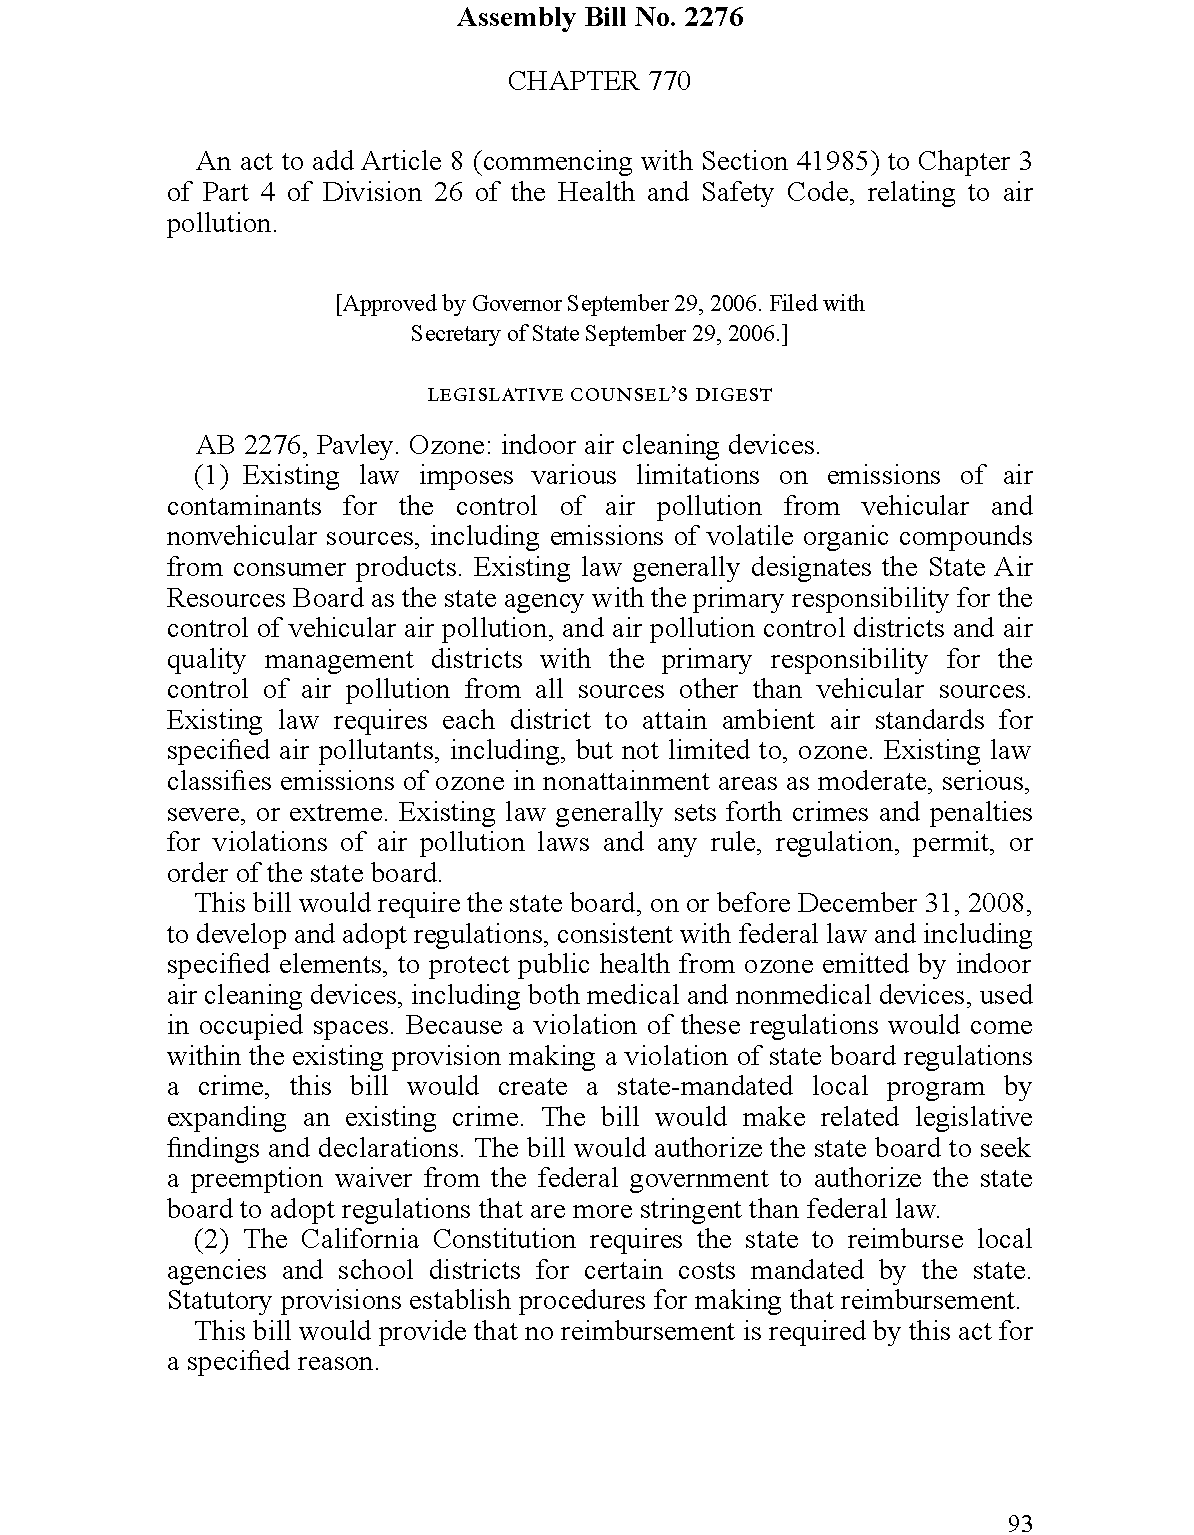 Assembly Bill No. 2276
CHAPTER 770
An act to add Article 8 (commencing with Section 41985) to Chapter 3
of Part 4 of Division 26 of the Health and Safety Code, relating to air
pollution.
[Approved by Governor September 29, 2006. Filed with
Secretary of State September 29, 2006.]
LEGISLATIVE COUNSEL’S DIGEST
AB 2276, Pavley. Ozone: indoor air cleaning devices.
(1) Existing law imposes various limitations on emissions of air
contaminants for the control of air pollution from vehicular and
nonvehicular sources, including emissions of volatile organic compounds
from consumer products. Existing law generally designates the State Air
Resources Board as the state agency with the primary responsibility for the
control of vehicular air pollution, and air pollution control districts and air
quality management districts with the primary responsibility for the
control of air pollution from all sources other than vehicular sources.
Existing law requires each district to attain ambient air standards for
specified air pollutants, including, but not limited to, ozone. Existing law
classifies emissions of ozone in nonattainment areas as moderate, serious,
severe, or extreme. Existing law generally sets forth crimes and penalties
for violations of air pollution laws and any rule, regulation, permit, or
order of the state board.
This bill would require the state board, on or before December 31, 2008,
to develop and adopt regulations, consistent with federal law and including
specified elements, to protect public health from ozone emitted by indoor
air cleaning devices, including both medical and nonmedical devices, used
in occupied spaces. Because a violation of these regulations would come
within the existing provision making a violation of state board regulations
a crime, this bill would create a state-mandated local program by
expanding an existing crime. The bill would make related legislative
findings and declarations. The bill would authorize the state board to seek
a preemption waiver from the federal government to authorize the state
board to adopt regulations that are more stringent than federal law.
(2) The California Constitution requires the state to reimburse local
agencies and school districts for certain costs mandated by the state.
Statutory provisions establish procedures for making that reimbursement.
This bill would provide that no reimbursement is required by this act for
a specified reason.
93